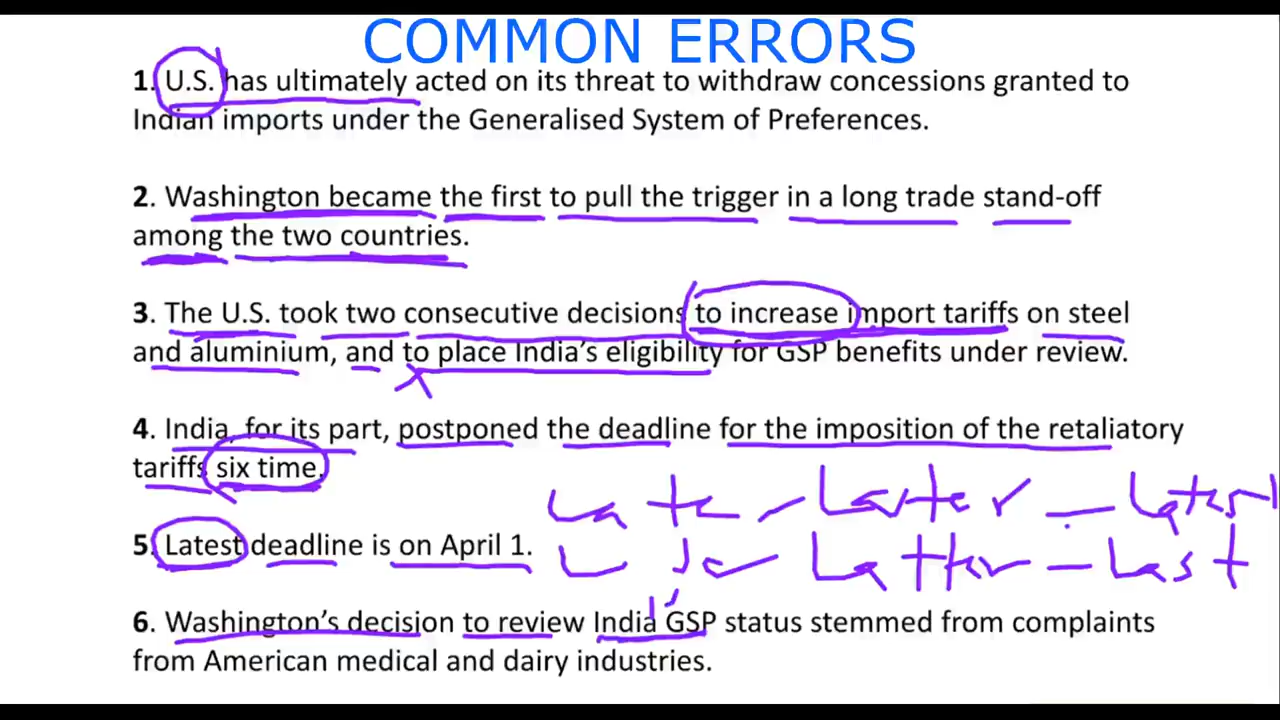 COMMON ERRORS
1. U.S. has ultimately acted on its threat to withdraw concessions granted to
Indian imports under the Generalised System of Preferences.
2. Washington became the first to pull the trigger in a long trade stand-off
among the two countries.
3. The U.S. took two consecutive decisions to increase import tariffs on steel
and aluminium, and to place India’s eligibility for GSP benefits under review.
4. India, for its part, postponed the deadline for the imposition of the retaliatory
tariffs six time.
Late - Later -
5. Latest deadline is on April 1.
Latter - Last
6. Washington’s decision to review India GSP status stemmed from complaints
from American medical and dairy industries.